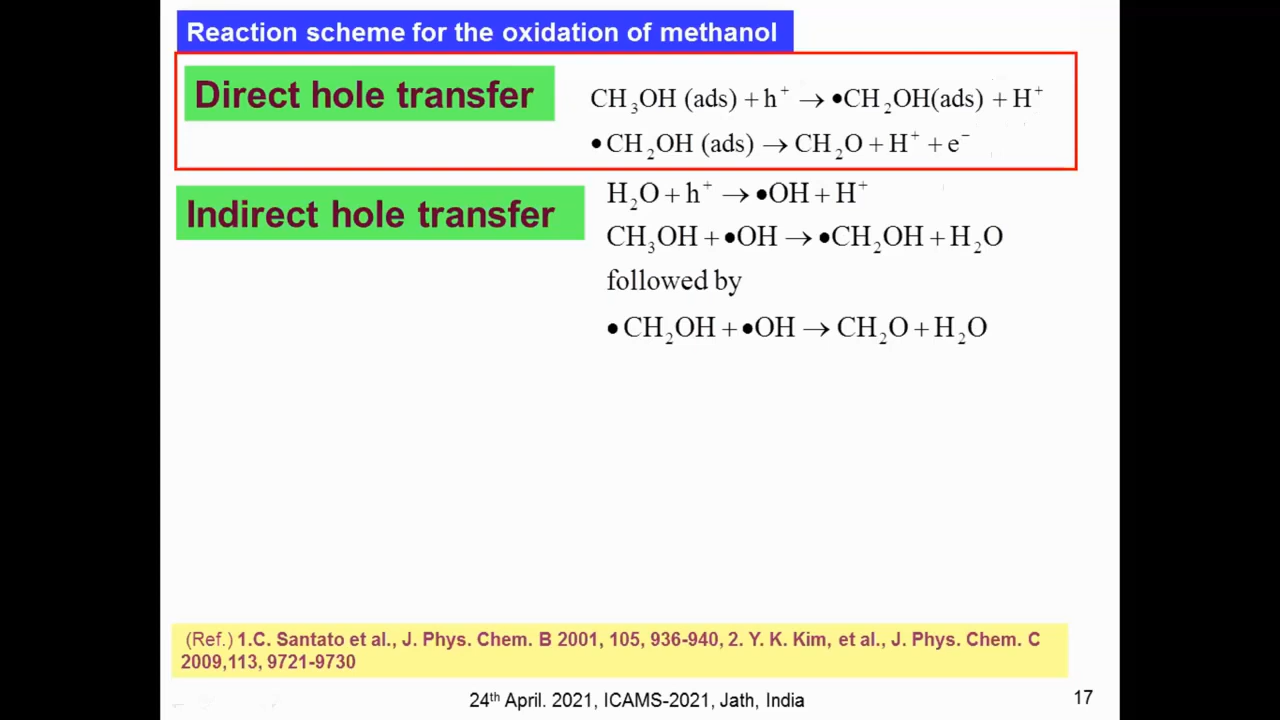 Reaction scheme for the oxidation of methanol
Direct hole transfer
CH₃OH (ads) + h⁺ → •CH₂OH(ads) + H⁺
•CH₂OH (ads) → CH₂O + H⁺ + e⁻
Indirect hole transfer
H₂O + h⁺ → •OH + H⁺
CH₃OH + •OH → •CH₂OH + H₂O
followed by
•CH₂OH + •OH → CH₂O + H₂O
(Ref.) 1.C. Santato et al., J. Phys. Chem. B 2001, 105, 936-940, 2. Y. K. Kim, et al., J. Phys. Chem. C
2009,113, 9721-9730
24th April. 2021, ICAMS-2021, Jath, India
17